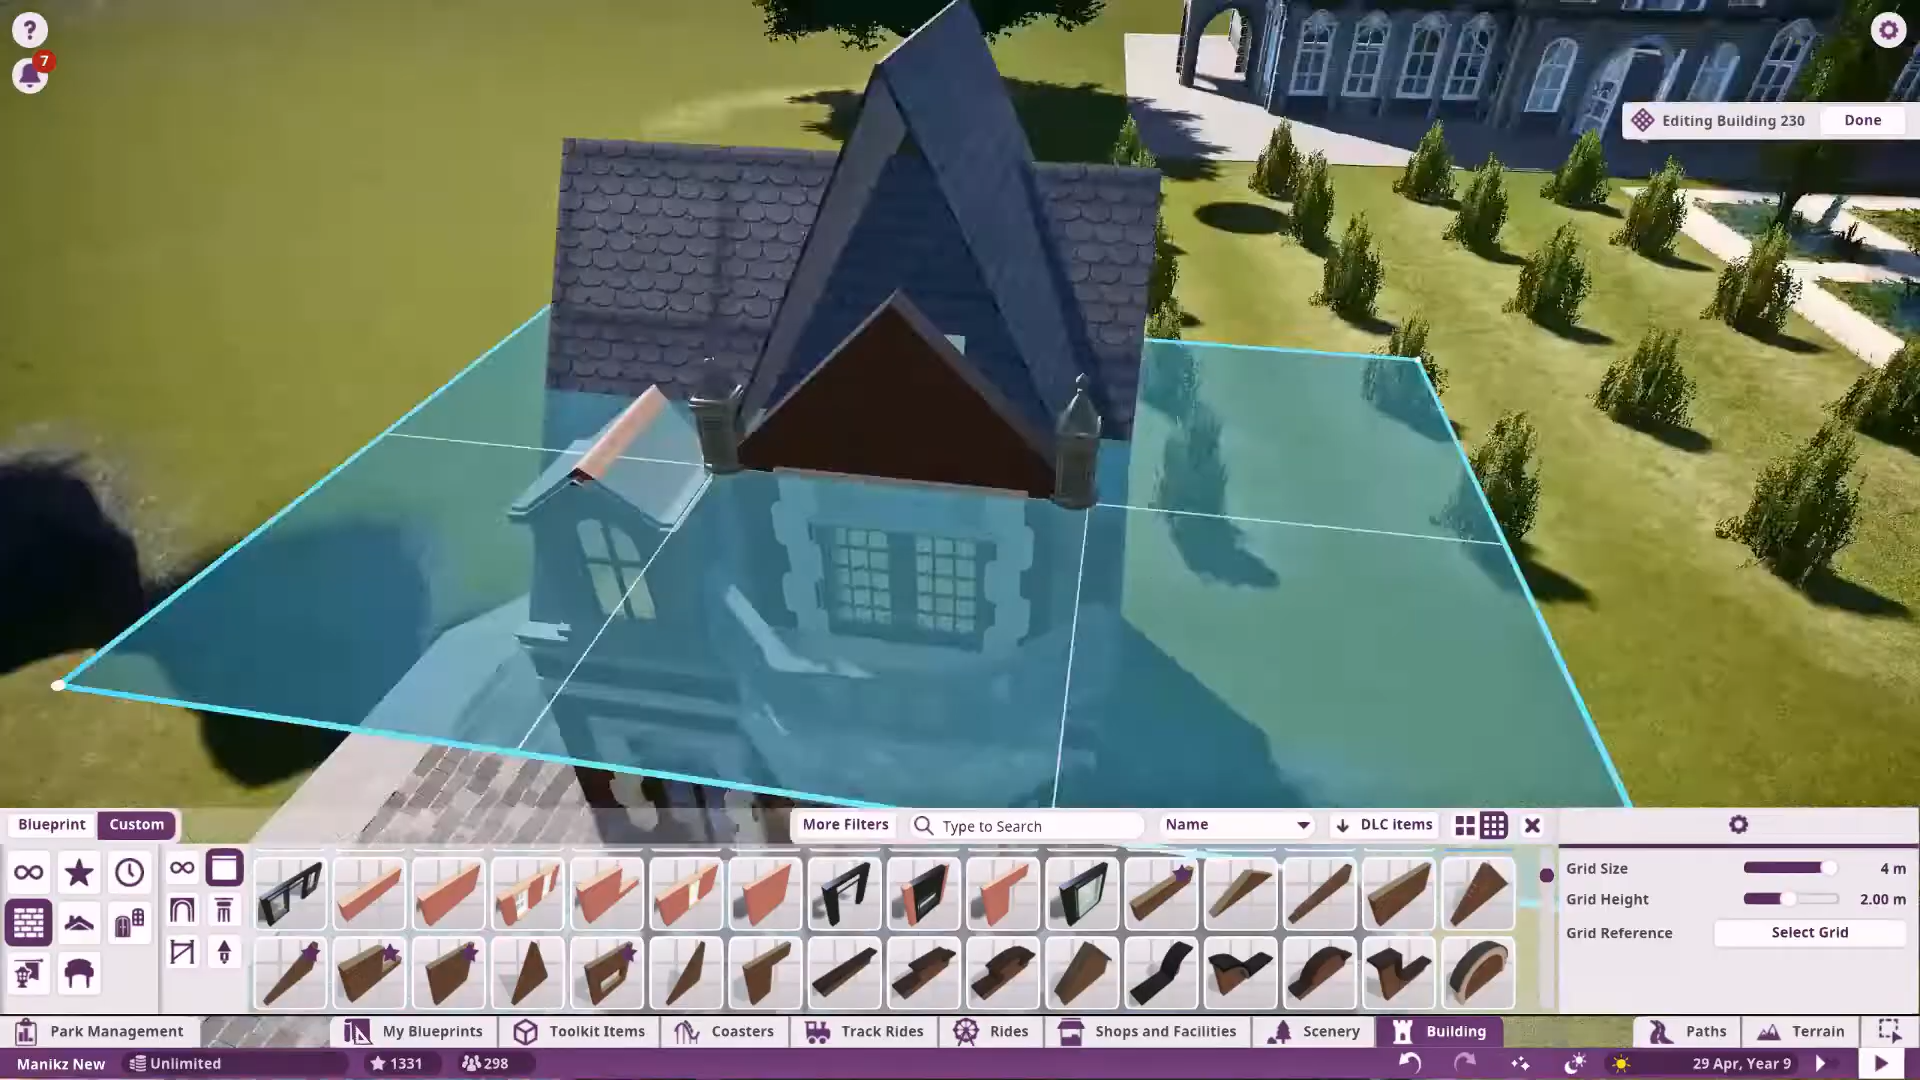 ?
7
Editing Building 230
Done
Blueprint
Custom
More Filters
Type to Search
Name
DLC items
Grid Size
4 m
Grid Height
2.00 m
Grid Reference
Select Grid
Park Management
My Blueprints
Toolkit Items
Coasters
Track Rides
Rides
Shops and Facilities
Scenery
Building
Paths
Terrain
Manikz New
Unlimited
1331
298
29 Apr, Year 9